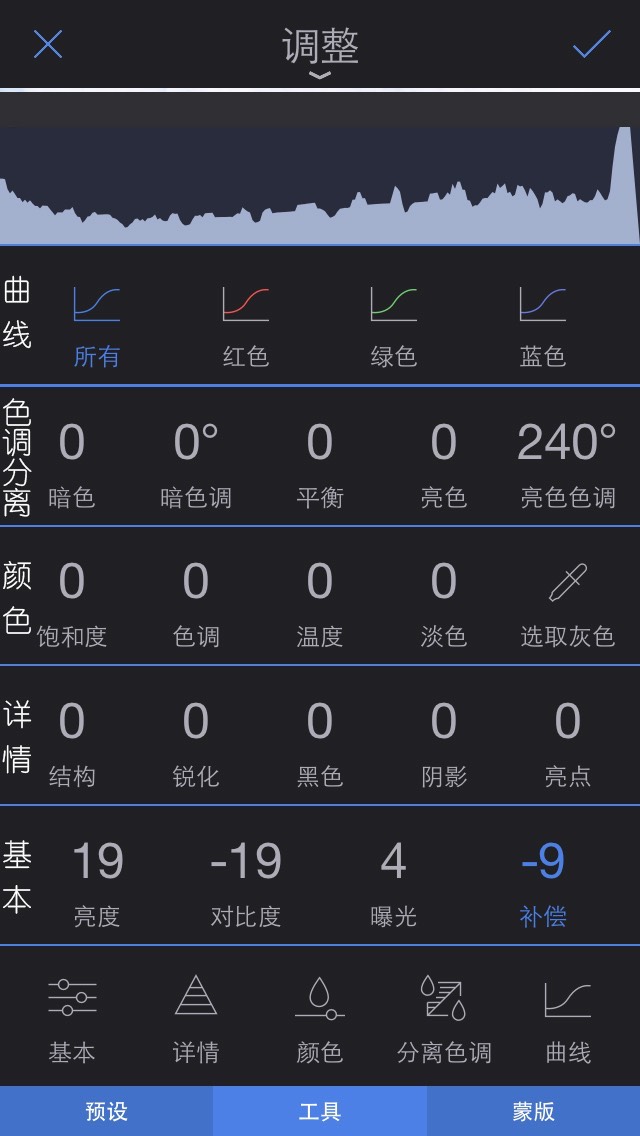 调整
曲线
所有 红色 绿色 蓝色
色调分离
0 0° 0 0 240°
暗色 暗色调 平衡 亮色 亮色色调
颜色
0 0 0 0
饱和度 色调 温度 淡色 选取灰色
详情
0 0 0 0 0
结构 锐化 黑色 阴影 亮点
基本
19 -19 4 -9
亮度 对比度 曝光 补偿
基本 详情 颜色 分离色调 曲线
预设 工具 蒙版